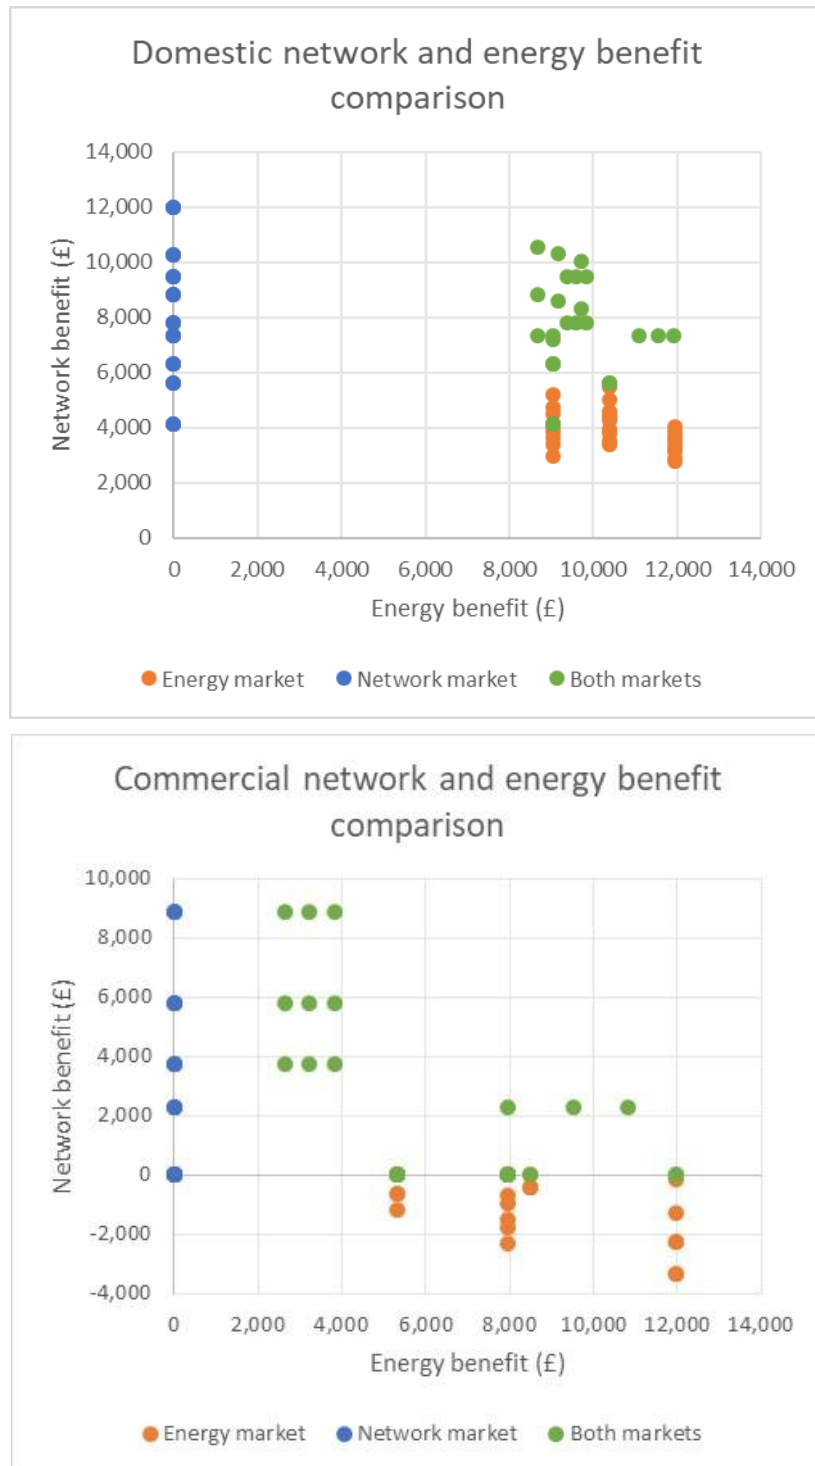 Domestic network and energy benefit
comparison
14,000
12,000
10,000
8,000
6,000
4,000
2,000
0
Network benefit (£)
0 2,000 4,000 6,000 8,000 10,000 12,000 14,000
Energy benefit (£)
Energy market Network market Both markets
Commercial network and energy benefit
comparison
10,000
8,000
6,000
4,000
2,000
0
-2,000
-4,000
Network benefit (£)
0 2,000 4,000 6,000 8,000 10,000 12,000 14,000
Energy benefit (£)
Energy market Network market Both markets